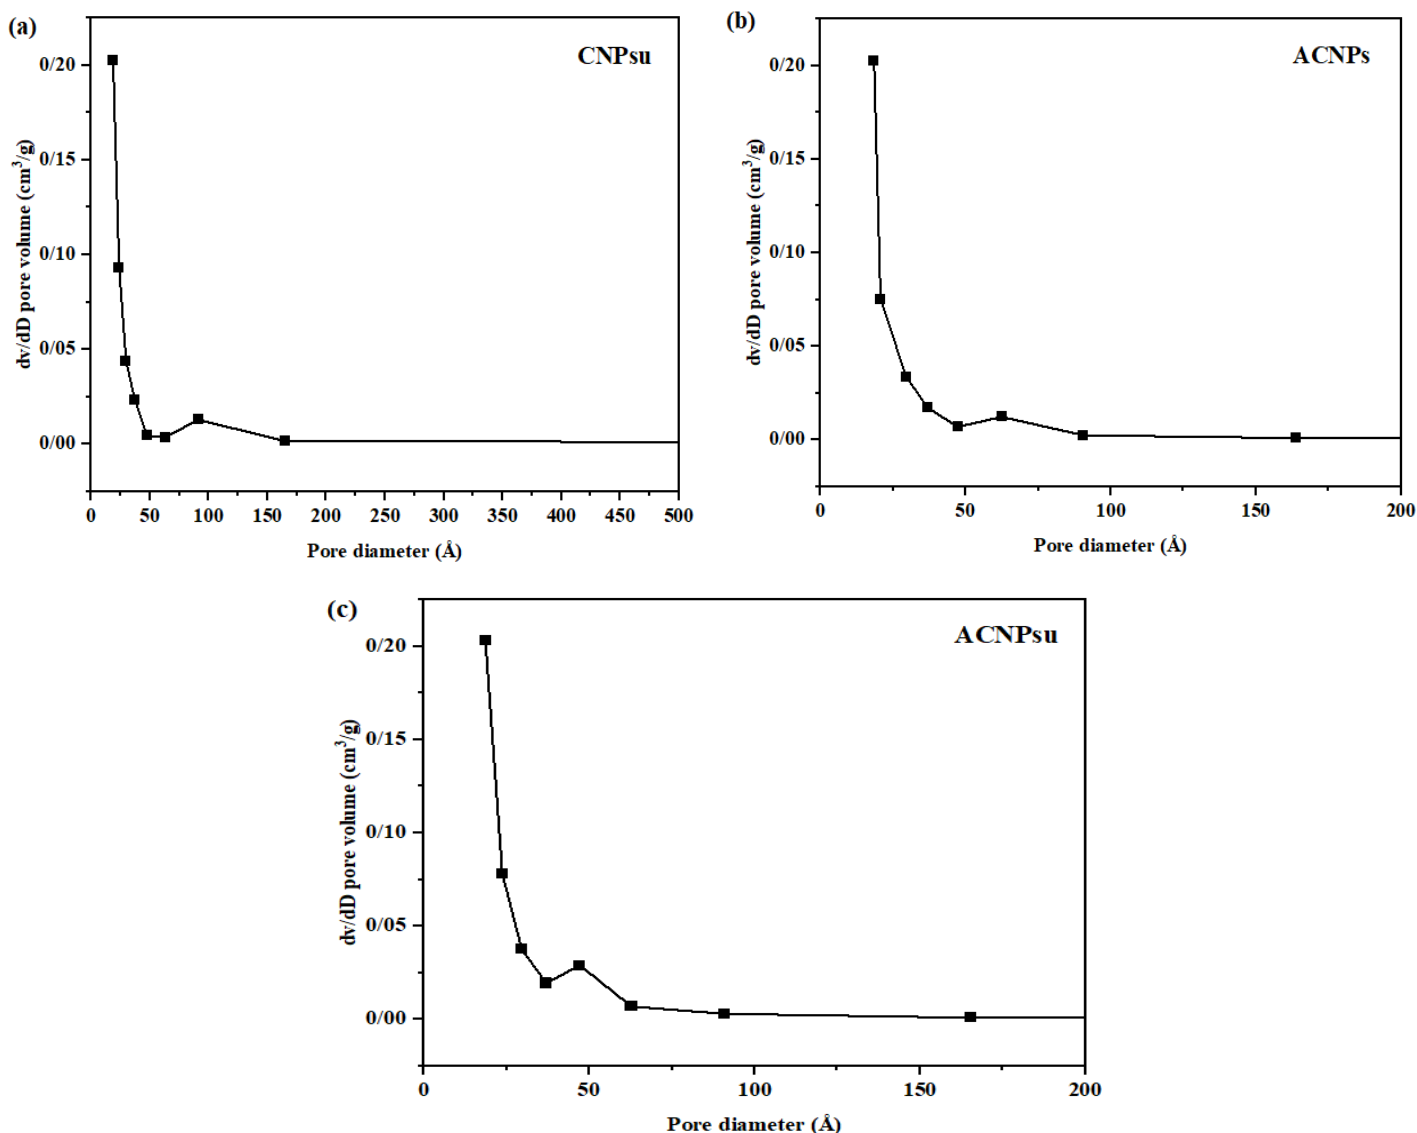 (a)
CNPsu
dv/dD pore volume (cm³/g)
0/20
0/15
0/10
0/05
0/00
0 50 100 150 200 250 300 350 400 450 500
Pore diameter (Å)
(b)
ACNPs
dv/dD pore volume (cm³/g)
0/20
0/15
0/10
0/05
0/00
0 50 100 150 200
Pore diameter (Å)
(c)
ACNPsu
dv/dD pore volume (cm³/g)
0/20
0/15
0/10
0/05
0/00
0 50 100 150 200
Pore diameter (Å)